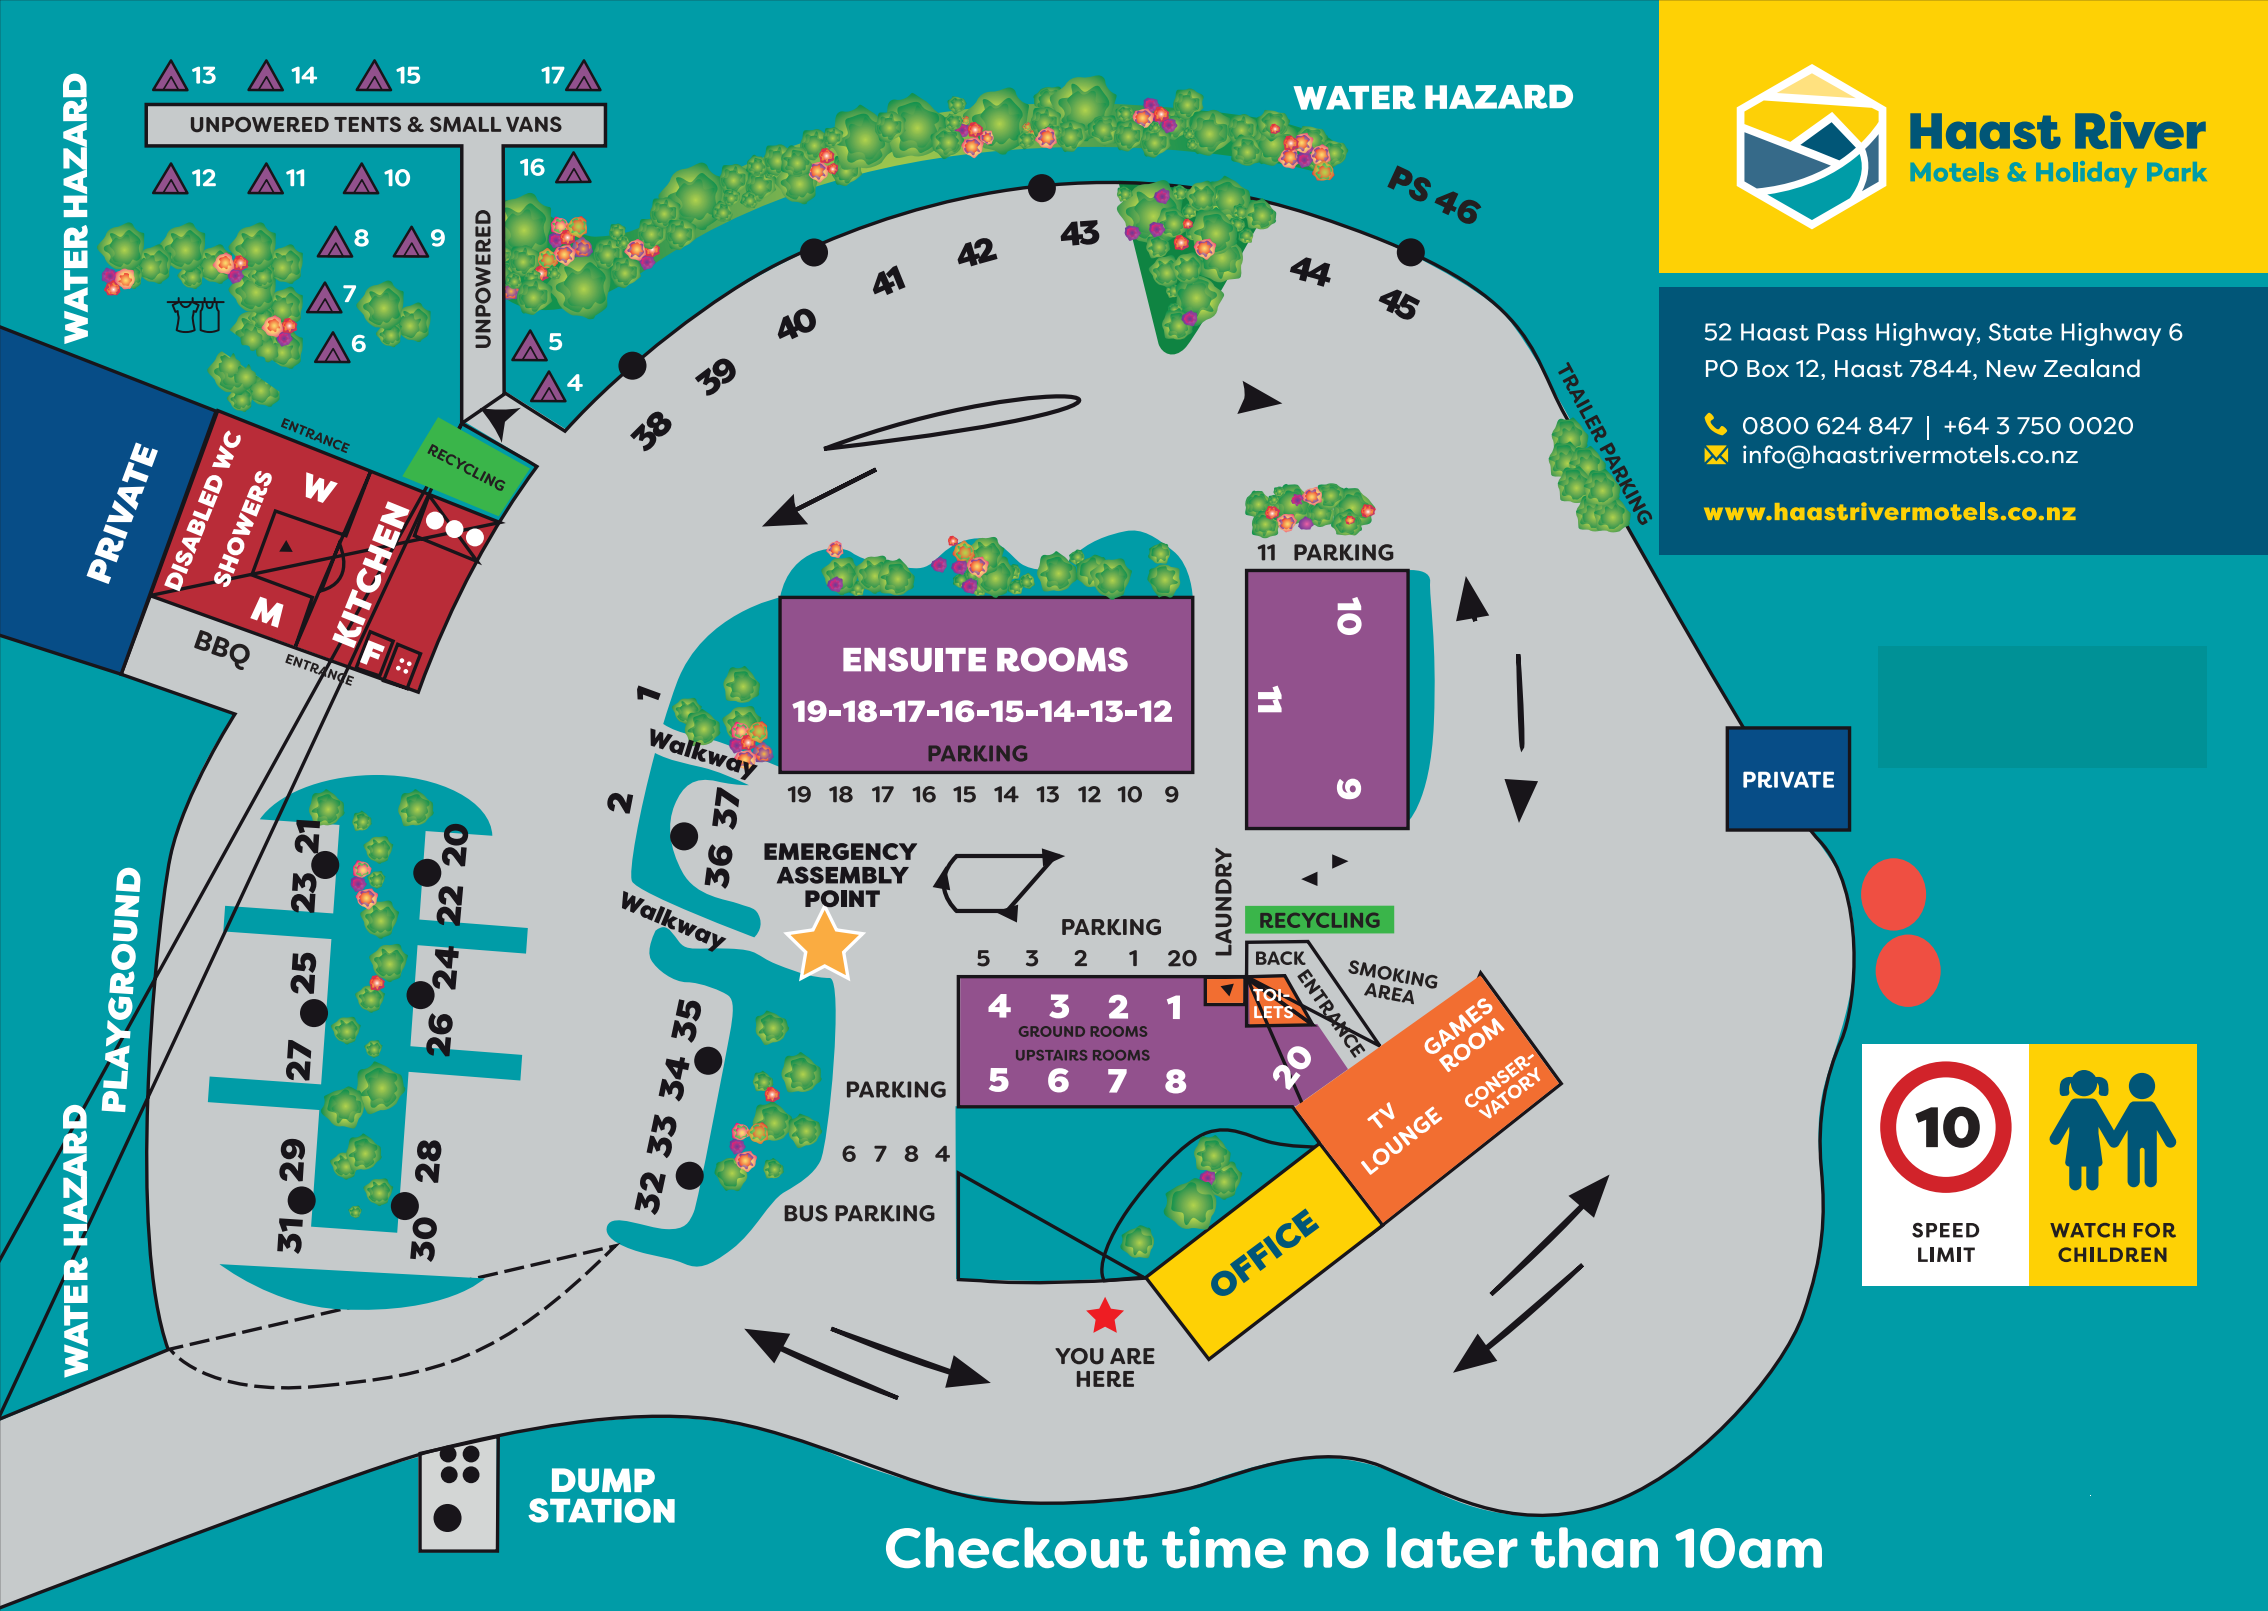 WATER HAZARD
13
14
15
17
UNPOWERED TENTS & SMALL VANS
12
11
10
16
8
9
7
6
5
4
UNPOWERED
WATER HAZARD
PS 46
38
39
40
41
42
43
44
45
TRAILER PARKING
Haast River
Motels & Holiday Park
52 Haast Pass Highway, State Highway 6
PO Box 12, Haast 7844, New Zealand
0800 624 847 | +64 3 750 0020
info@haastrivermotels.co.nz
www.haastrivermotels.co.nz
PRIVATE
ENTRANCE
RECYCLING
DISABLED WC
SHOWERS
W
M
KITCHEN
F
BBQ
ENTRANCE
ENSUITE ROOMS
19-18-17-16-15-14-13-12
PARKING
19 18 17 16 15 14 13 12 10 9
11 PARKING
10
11
9
PRIVATE
1
Walkway
2
37
36
Walkway
EMERGENCY
ASSEMBLY
POINT
LAUNDRY
RECYCLING
PARKING
5 3 2 1 20
BACK
ENTRANCE
TOI-
LETS
SMOKING
AREA
4 3 2 1
GROUND ROOMS
UPSTAIRS ROOMS
5 6 7 8
20
GAMES
ROOM
CONSER-
VATORY
TV
LOUNGE
OFFICE
PARKING
6 7 8 4
BUS PARKING
35
34
33
32
21
20
23
22
25
24
27
26
29
28
31
30
PLAYGROUND
WATER HAZARD
YOU ARE
HERE
10
SPEED
LIMIT
WATCH FOR
CHILDREN
DUMP
STATION
Checkout time no later than 10am